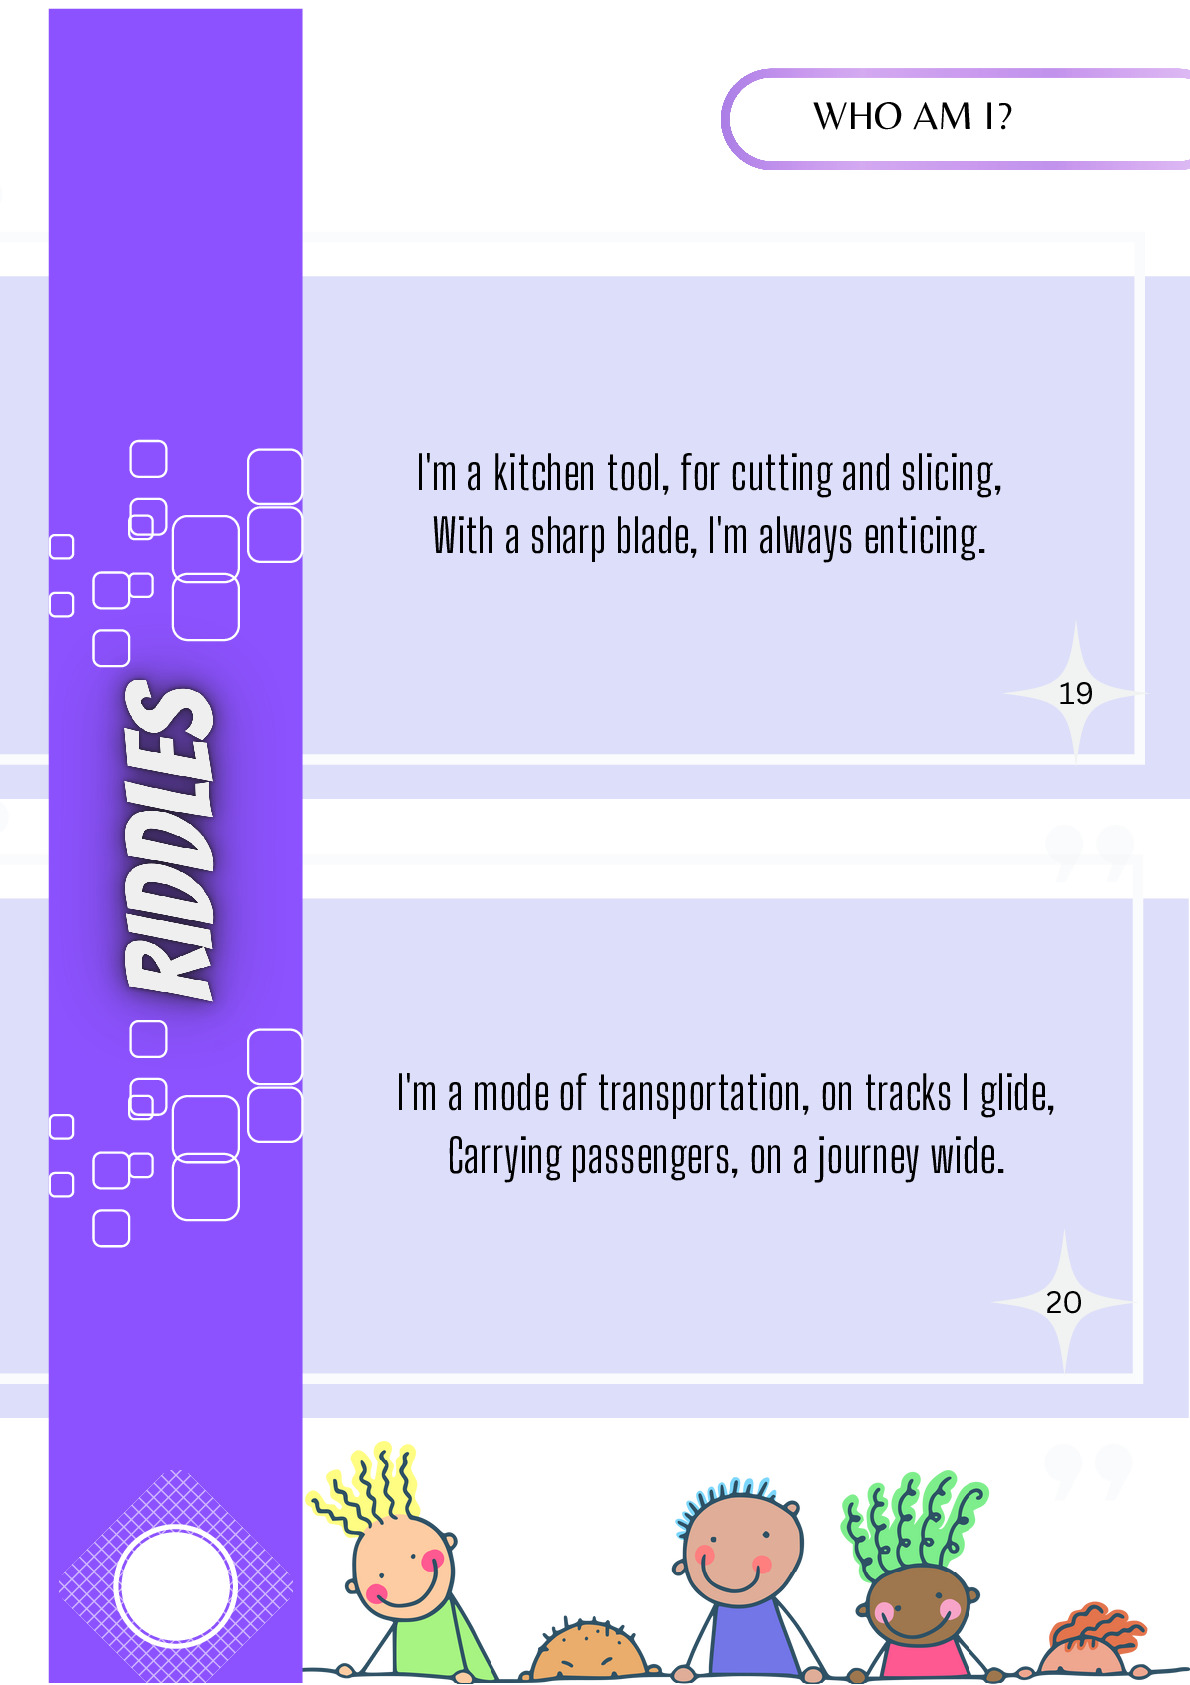 WHO AM I?
I'm a kitchen tool, for cutting and slicing,
With a sharp blade, I'm always enticing.
19
RIDDLES
I'm a mode of transportation, on tracks I glide,
Carrying passengers, on a journey wide.
20